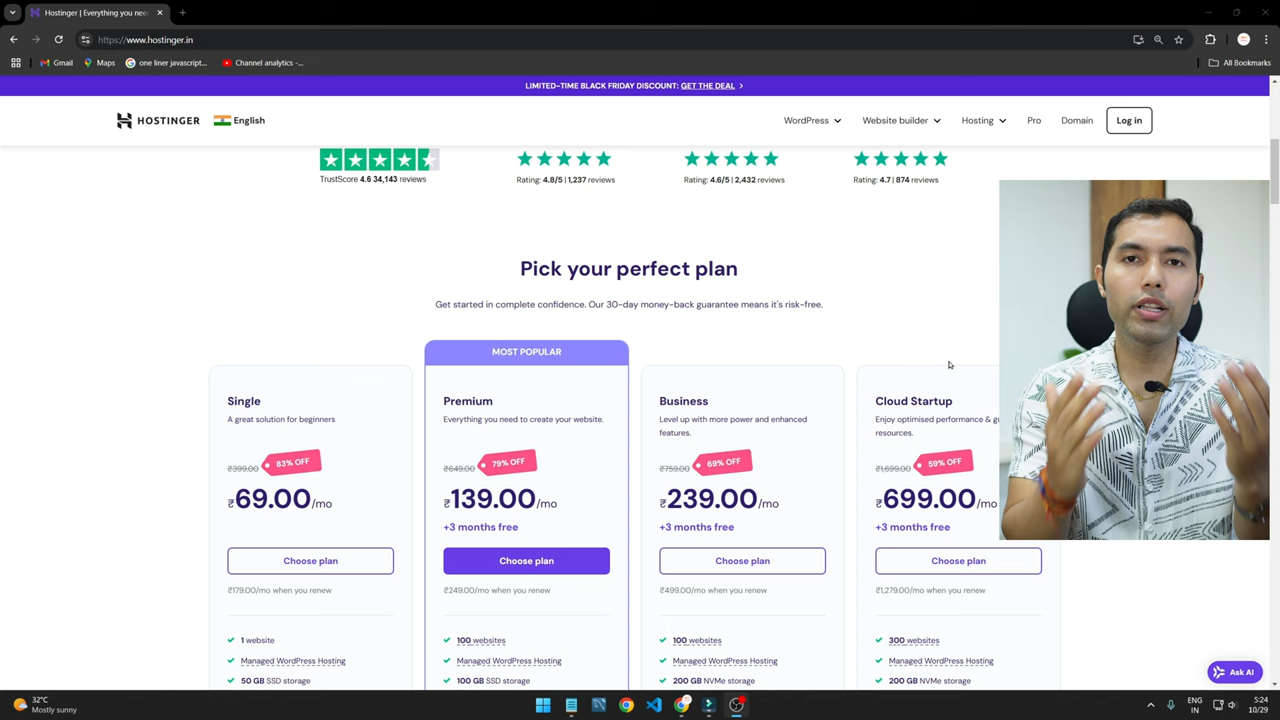 Hostinger | Everything you nee
https://www.hostinger.in
Gmail
Maps
one liner javascript...
Channel analytics -...
All Bookmarks
LIMITED-TIME BLACK FRIDAY DISCOUNT: GET THE DEAL
HOSTINGER
English
WordPress
Website builder
Hosting
Pro
Domain
Log in
TrustScore 4.6 34,143 reviews
Rating: 4.8/5 | 1,237 reviews
Rating: 4.6/5 | 2,432 reviews
Rating: 4.7 | 874 reviews
Pick your perfect plan
Get started in complete confidence. Our 30-day money-back guarantee means it's risk-free.
MOST POPULAR
Single
A great solution for beginners
₹399.00 83% OFF
₹69.00/mo
Choose plan
₹179.00/mo when you renew
1 website
Managed WordPress Hosting
50 GB SSD storage
Premium
Everything you need to create your website.
₹649.00 79% OFF
₹139.00/mo
+3 months free
Choose plan
₹249.00/mo when you renew
100 websites
Managed WordPress Hosting
100 GB SSD storage
Business
Level up with more power and enhanced
features.
₹759.00 69% OFF
₹239.00/mo
+3 months free
Choose plan
₹499.00/mo when you renew
100 websites
Managed WordPress Hosting
200 GB NVMe storage
Cloud Startup
Enjoy optimised performance &
resources.
₹1,699.00 59% OFF
₹699.00/mo
+3 months free
Choose plan
₹1,279.00/mo when you renew
300 websites
Managed WordPress Hosting
200 GB NVMe storage
Ask AI
32°C
Mostly sunny
ENG
IN
5:24
10/29